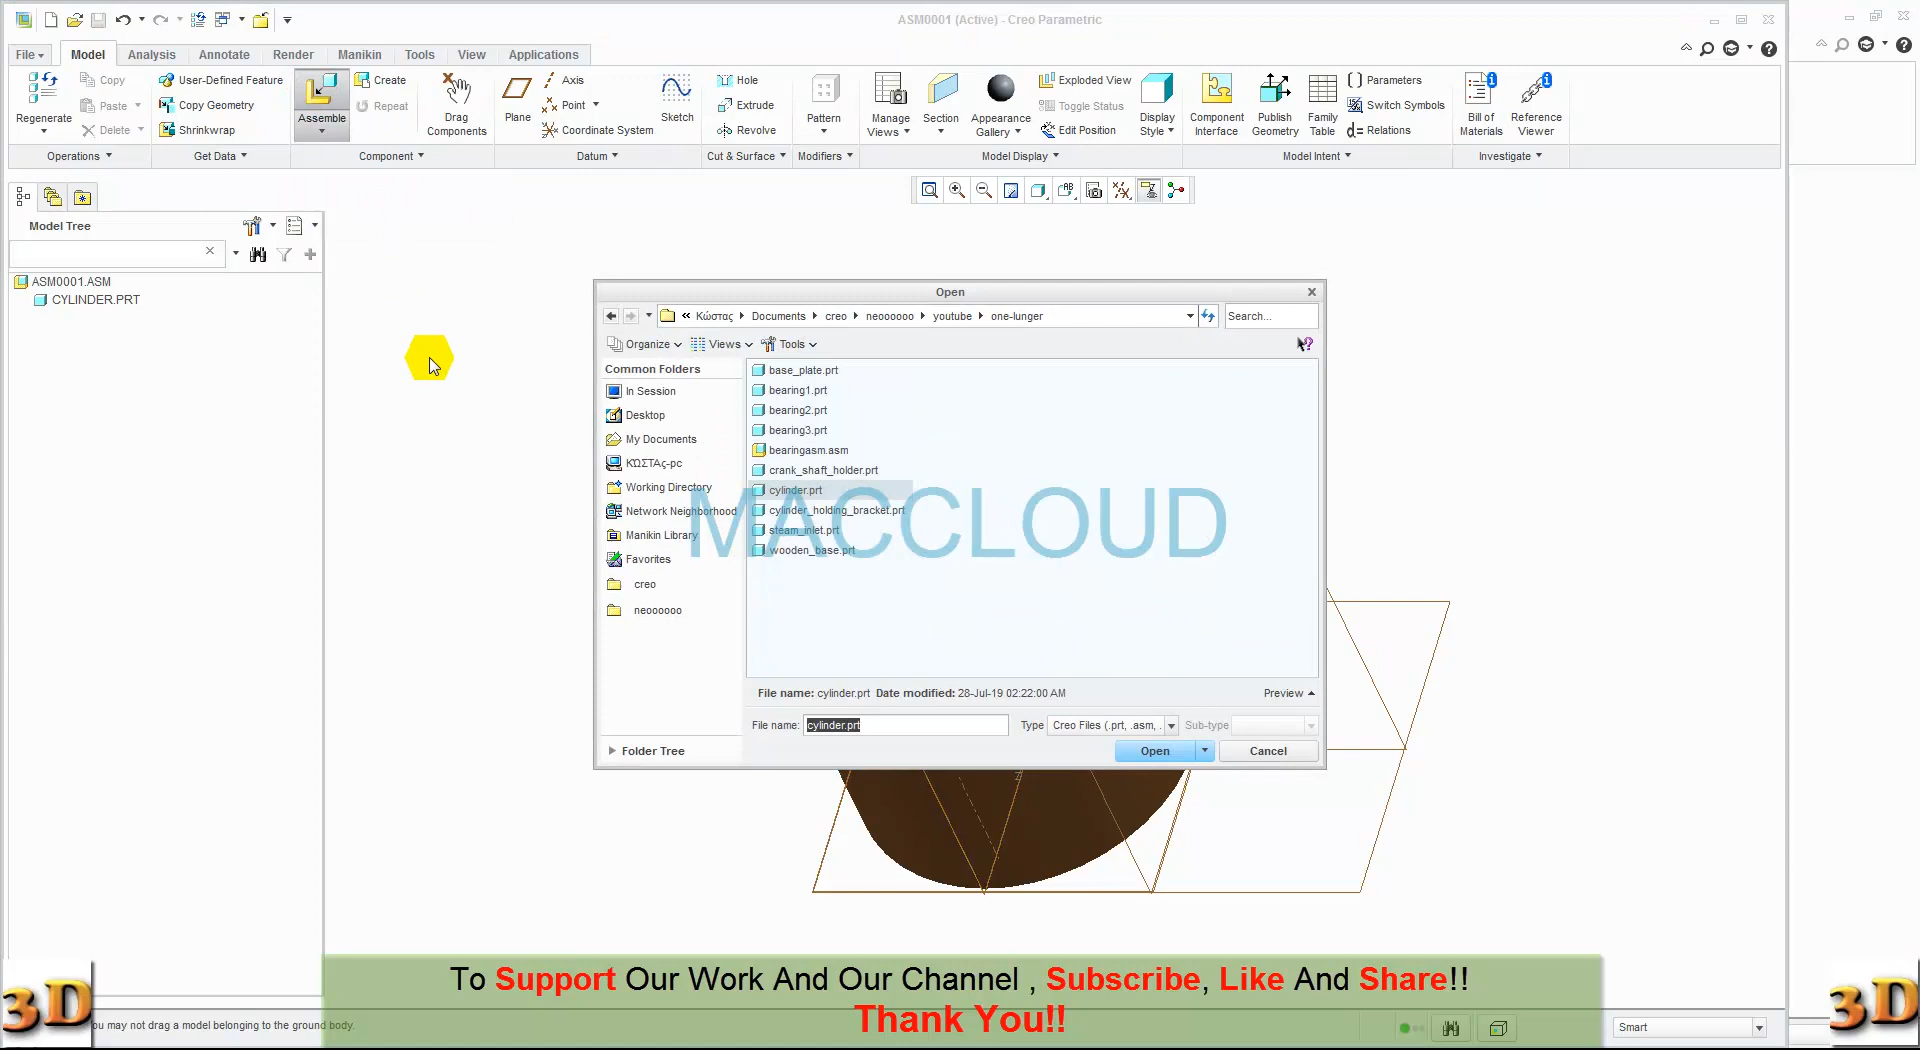 ASM0001 (Active) - Creo Parametric
File Model Analysis Annotate Render Manikin Tools View Applications
Regenerate
Copy
Paste
Delete
Operations
User-Defined Feature
Copy Geometry
Shrinkwrap
Get Data
Assemble
Create
Repeat
Drag
Components
Component
Plane
Axis
Point
Coordinate System
Sketch
Datum
Hole
Extrude
Revolve
Cut & Surface
Pattern
Modifiers
Manage
Views
Section
Appearance
Gallery
Exploded View
Toggle Status
Edit Position
Display
Style
Model Display
Component
Interface
Publish
Geometry
Family
Table
Parameters
Switch Symbols
Relations
Model Intent
Bill of
Materials
Reference
Viewer
Investigate
Model Tree
ASM0001.ASM
CYLINDER.PRT
Open
« Κώστας Documents creo neoooooo youtube one-lunger
Search...
Organize Views Tools
Common Folders
In Session
Desktop
My Documents
ΚΏΣΤΑς-pc
Working Directory
Network Neighborhood
Manikin Library
Favorites
creo
neoooooo
Folder Tree
base_plate.prt
bearing1.prt
bearing2.prt
bearing3.prt
bearingasm.asm
crank_shaft_holder.prt
cylinder.prt
cylinder_holding_bracket.prt
steam_inlet.prt
wooden_base.prt
MACCLOUD
File name: cylinder.prt Date modified: 28-Jul-19 02:22:00 AM
Preview
File name: cylinder.prt
Type Creo Files (.prt, .asm, .
Sub-type
Open
Cancel
Z
To Support Our Work And Our Channel , Subscribe, Like And Share!!
Thank You!!
3D
3D
ou may not drag a model belonging to the ground body.
Smart